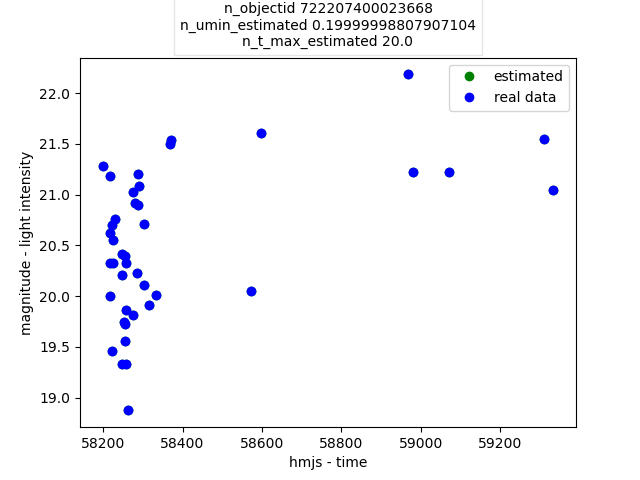 n_objectid 722207400023668
n_umin_estimated 0.19999998807907104
n_t_max_estimated 20.0
estimated
real data
22.0
21.5
21.0
20.5
20.0
19.5
19.0
magnitude - light intensity
58200 58400 58600 58800 59000 59200
hmjs - time